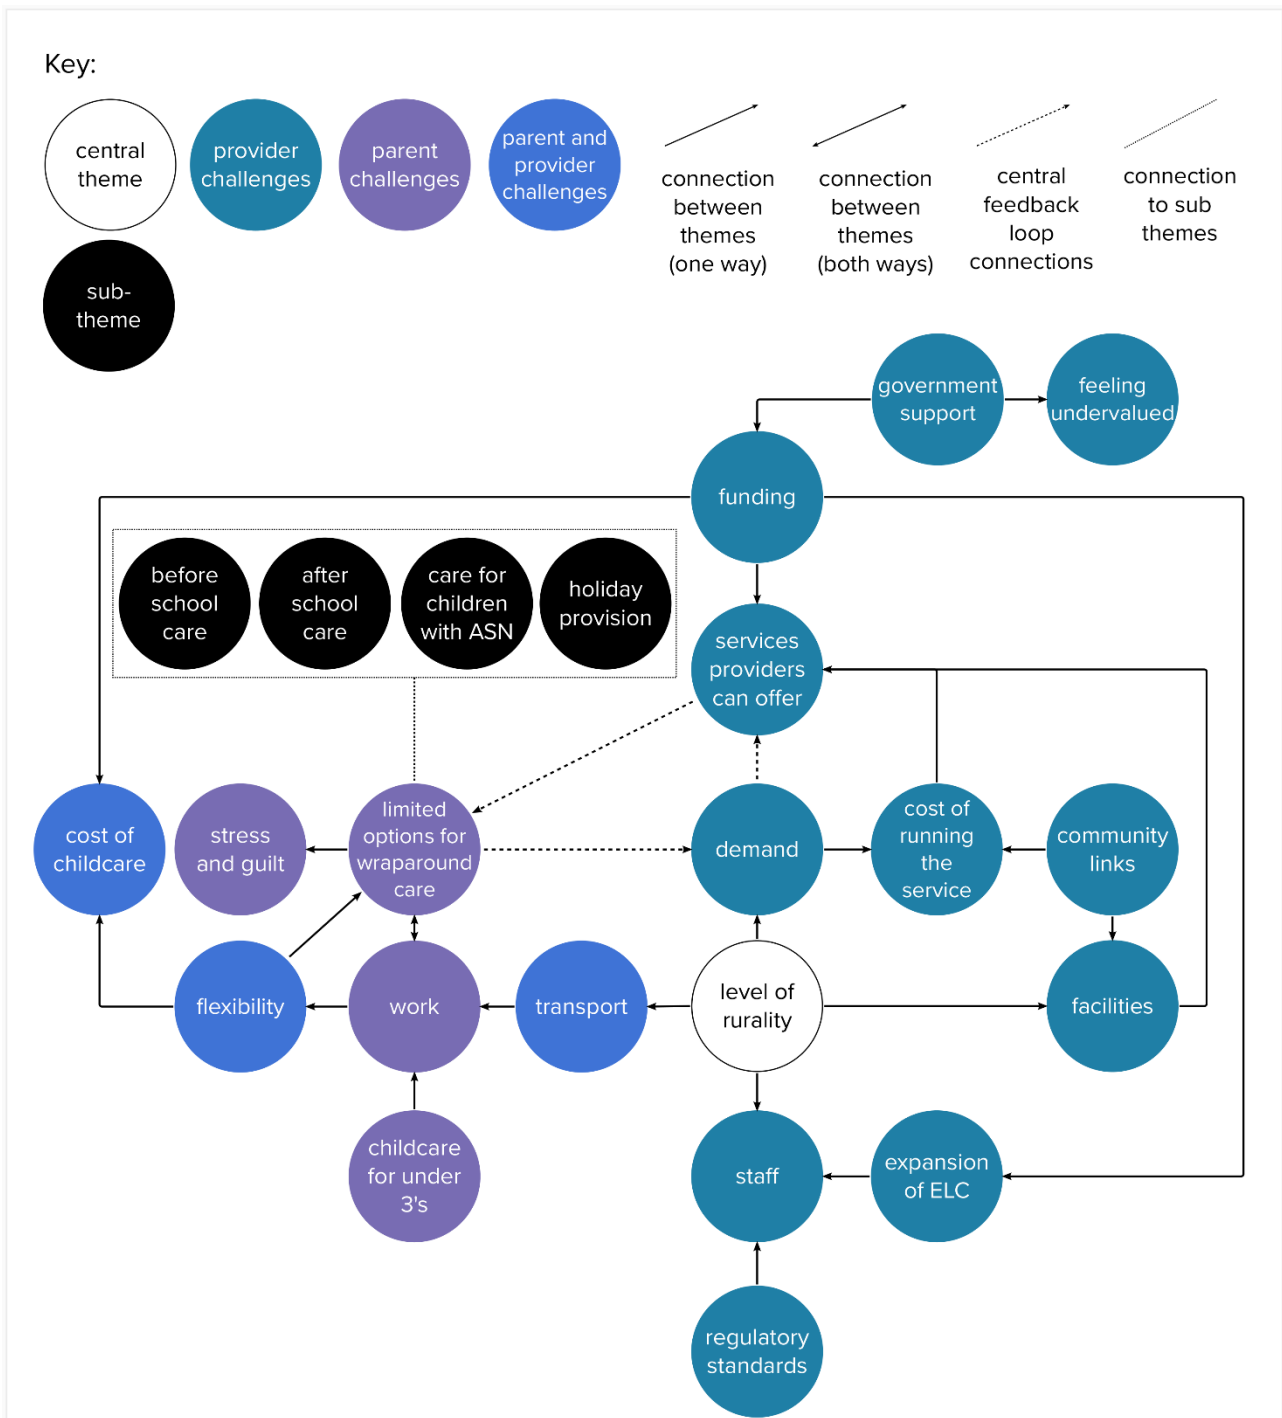 Key:
central
theme
provider
challenges
parent
challenges
parent and
provider
challenges
sub-
theme
connection
between
themes
(one way)
connection
between
themes
(both ways)
central
feedback
loop
connections
connection
to sub
themes
government
support
feeling
undervalued
funding
before
school
care
after
school
care
care for
children
with ASN
holiday
provision
services
providers
can offer
cost of
childcare
stress
and guilt
limited
options for
wraparound
care
demand
cost of
running
the
service
community
links
flexibility
work
transport
level of
rurality
facilities
childcare
for under
3's
staff
expansion
of ELC
regulatory
standards